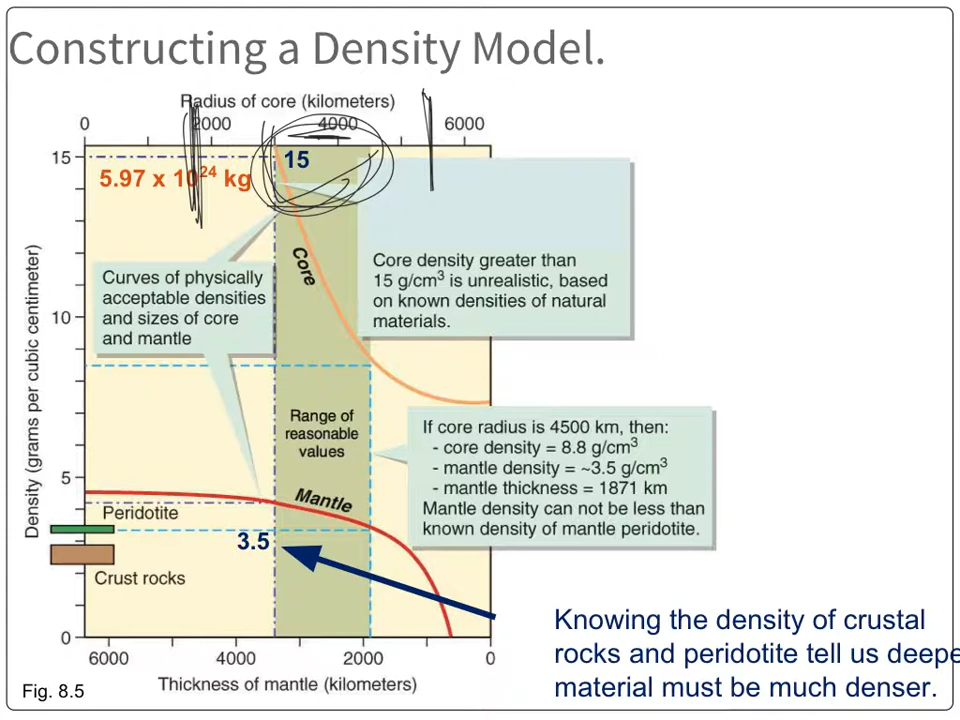 Constructing a Density Model.
Radius of core (kilometers)
0 2000 4000 6000
15
15
5.97 x 10²⁴ kg
Core
Core density greater than
15 g/cm³ is unrealistic, based
on known densities of natural
materials.
Curves of physically
acceptable densities
and sizes of core
and mantle
10
Density (grams per cubic centimeter)
Range of
reasonable
values
If core radius is 4500 km, then:
- core density = 8.8 g/cm³
- mantle density = ~3.5 g/cm³
- mantle thickness = 1871 km
Mantle density can not be less than
known density of mantle peridotite.
5
Mantle
Peridotite
3.5
Crust rocks
0
6000 4000 2000 0
Thickness of mantle (kilometers)
Fig. 8.5
Knowing the density of crustal
rocks and peridotite tell us deepe
material must be much denser.